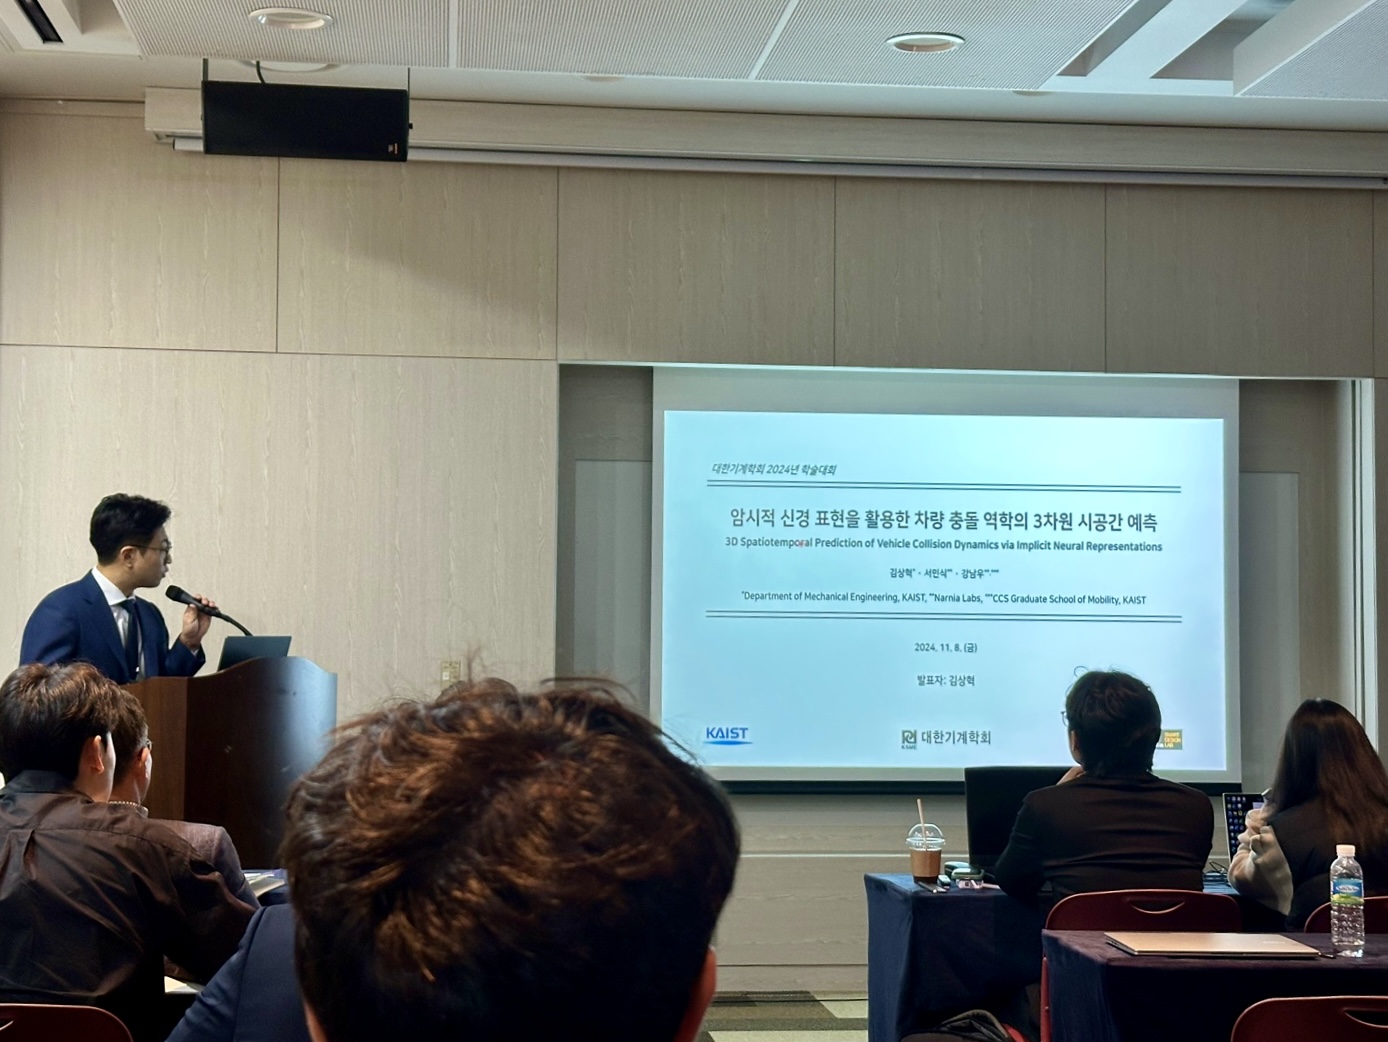 대한기계학회 2024년 학술대회
암시적 신경 표현을 활용한 차량 충돌 역학의 3차원 시공간 예측
3D Spatiotemporal Prediction of Vehicle Collision Dynamics via Implicit Neural Representations
김상혁* · 서민식** · 강남우**,***
*Department of Mechanical Engineering, KAIST, **Narnia Labs, ***CCS Graduate School of Mobility, KAIST
2024. 11. 8. (금)
발표자: 김상혁
KAIST
KSME 대한기계학회